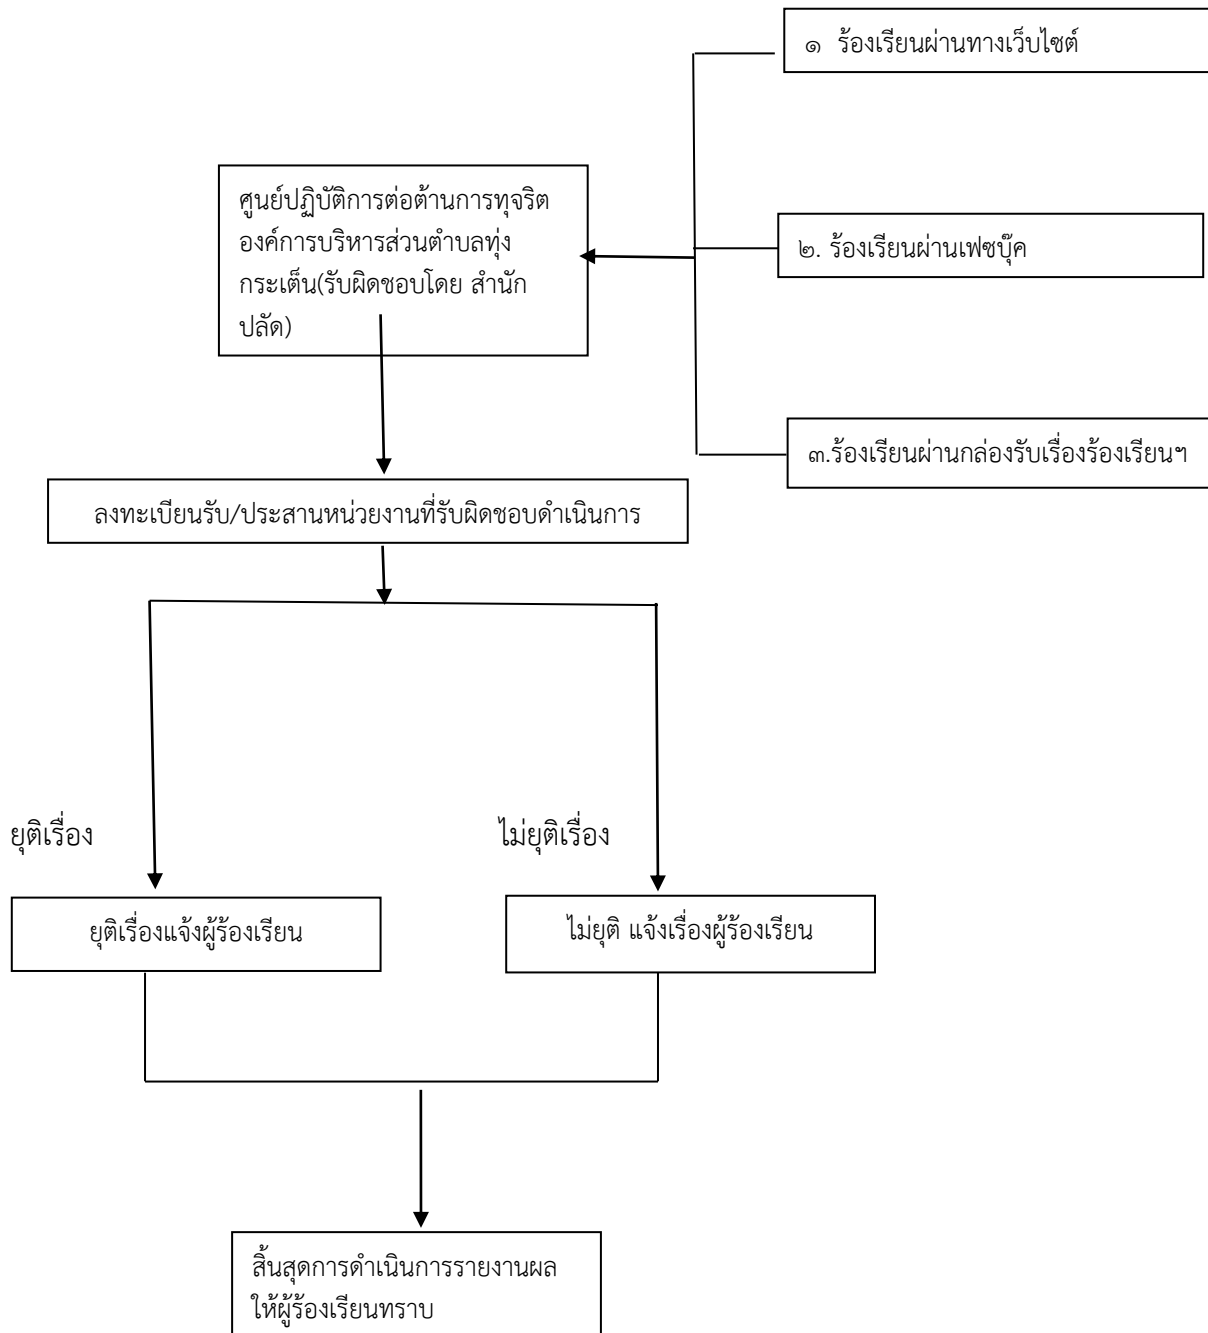 ๑ ร้องเรียนผ่านทางเว็บไซต์
ศูนย์ปฏิบัติการต่อต้านการทุจริต
องค์การบริหารส่วนตำบลทุ่ง
กระเต็น(รับผิดชอบโดย สำนัก
ปลัด)
๒. ร้องเรียนผ่านเฟซบุ๊ค
๓.ร้องเรียนผ่านกล่องรับเรื่องร้องเรียนฯ
ลงทะเบียนรับ/ประสานหน่วยงานที่รับผิดชอบดำเนินการ
ยุติเรื่อง
ไม่ยุติเรื่อง
ยุติเรื่องแจ้งผู้ร้องเรียน
ไม่ยุติ แจ้งเรื่องผู้ร้องเรียน
สิ้นสุดการดำเนินการรายงานผล
ให้ผู้ร้องเรียนทราบ